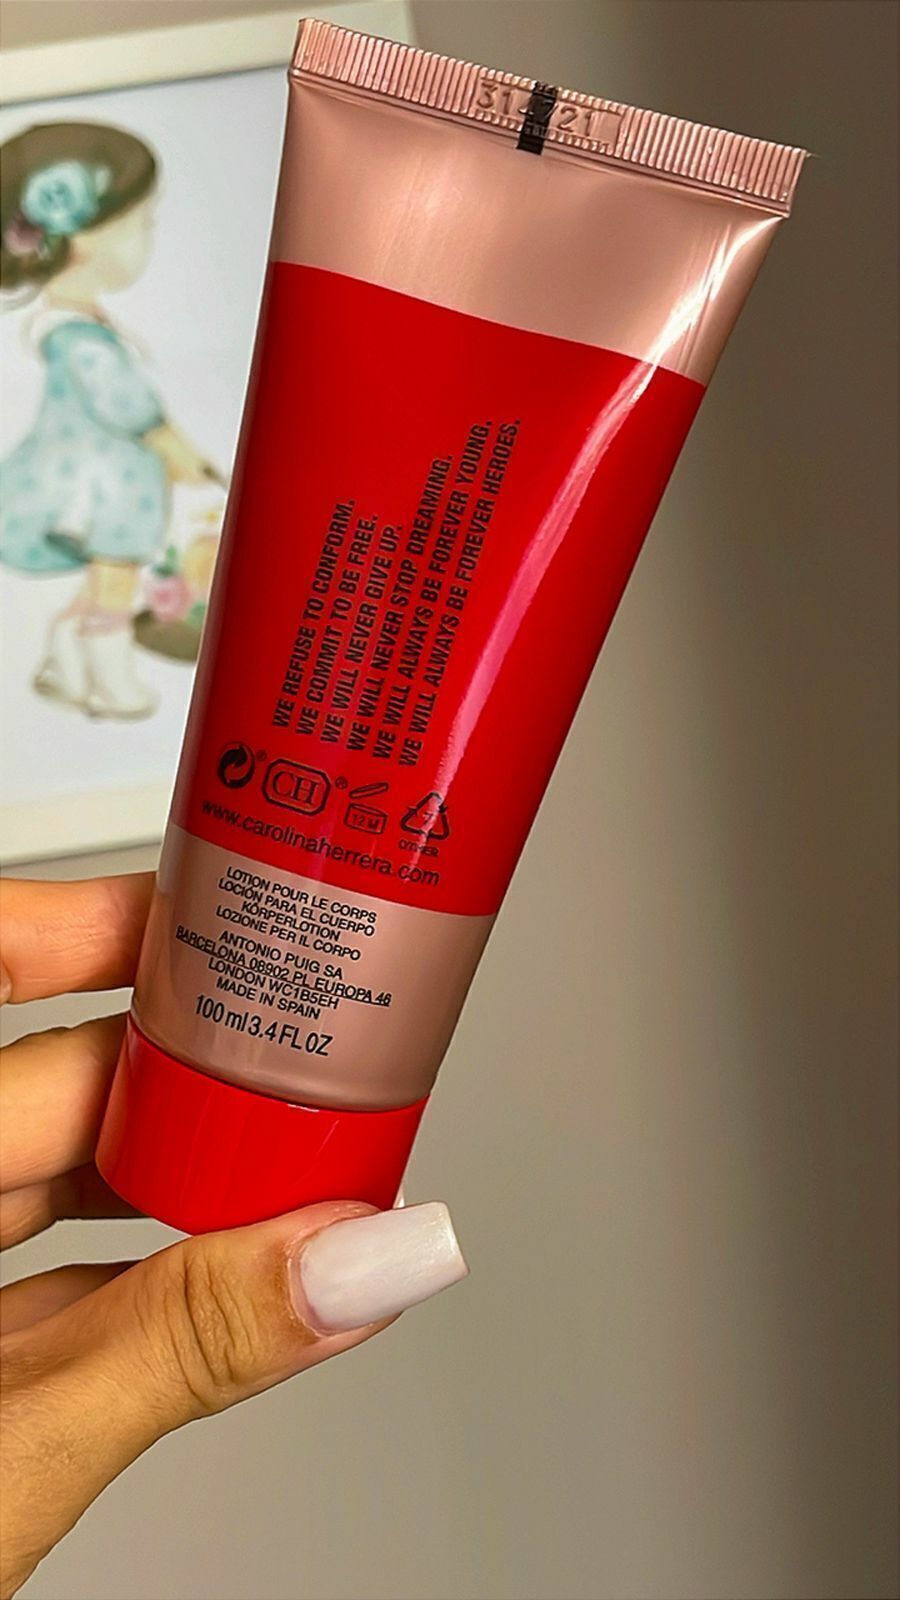 WE REFUSE TO CONFORM.
WE COMMIT TO BE FREE.
WE WILL NEVER GIVE UP.
WE WILL NEVER STOP DREAMING.
WE WILL ALWAYS BE FOREVER YOUNG.
WE WILL ALWAYS BE FOREVER HEROES.
® CH ® 12 M 7
OTHER
www.carolinaherrera.com
LOTION POUR LE CORPS
LOCIÓN PARA EL CUERPO
KÖRPERLOTION
LOZIONE PER IL CORPO
ANTONIO PUIG SA
BARCELONA 08902 PL EUROPA 46
LONDON WC1B5EH
MADE IN SPAIN
100 ml 3.4 FL OZ